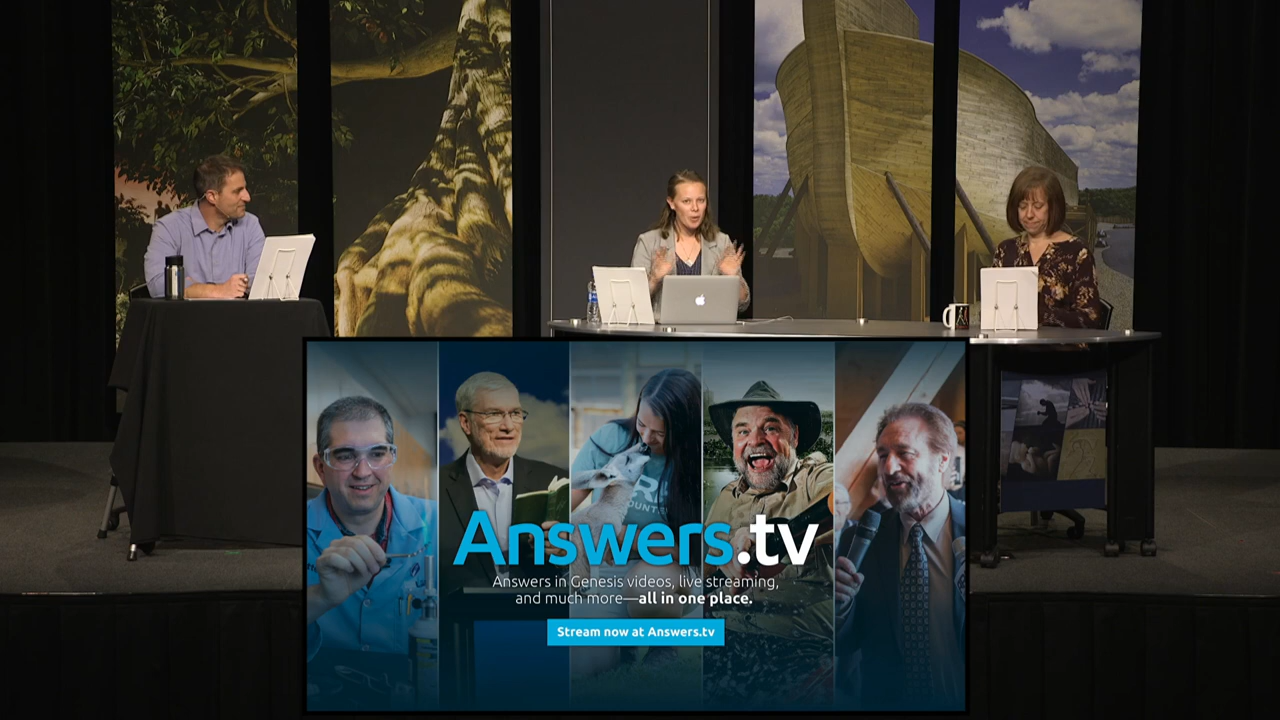 Answers.tv
Answers in Genesis videos, live streaming,
and much more—all in one place.
Stream now at Answers.tv